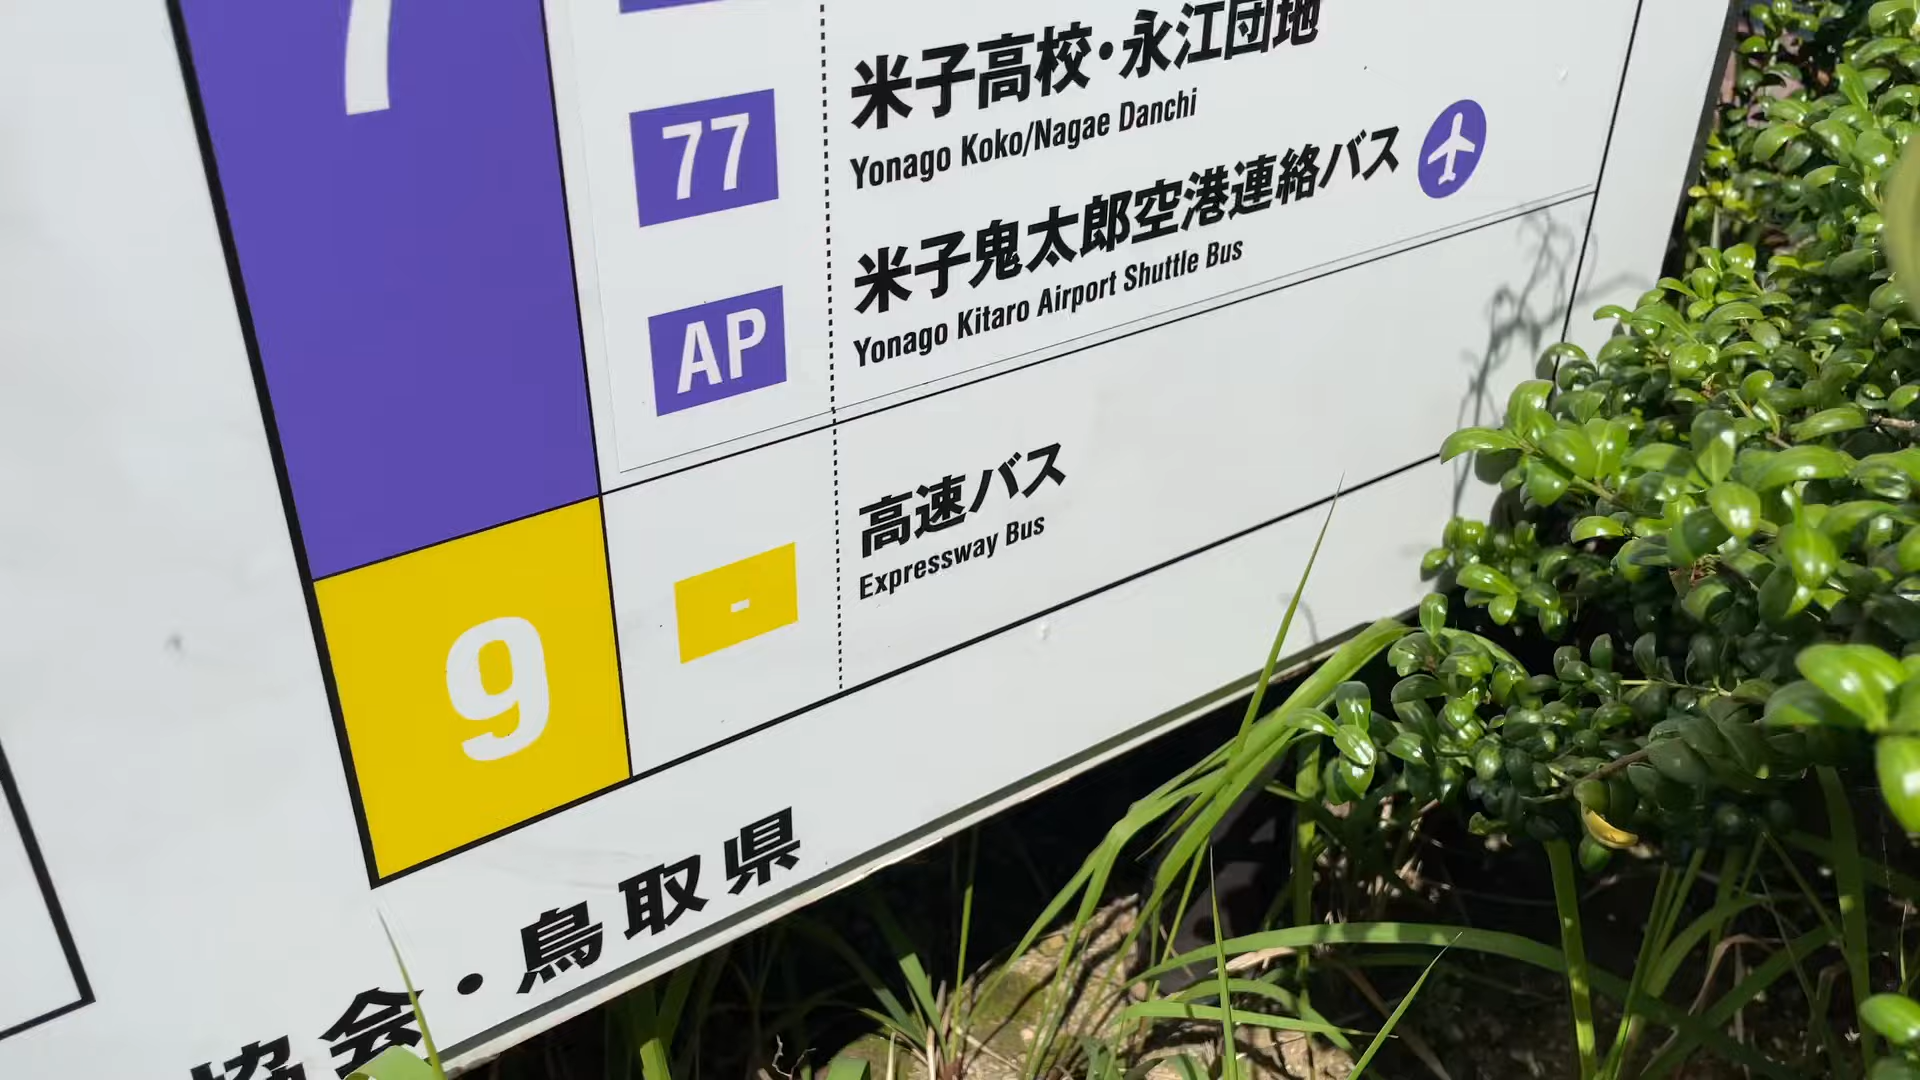 7
77
米子高校・永江団地
Yonago Koko/Nagae Danchi
AP
米子鬼太郎空港連絡バス
Yonago Kitaro Airport Shuttle Bus
9
-
高速バス
Expressway Bus
協会・鳥取県